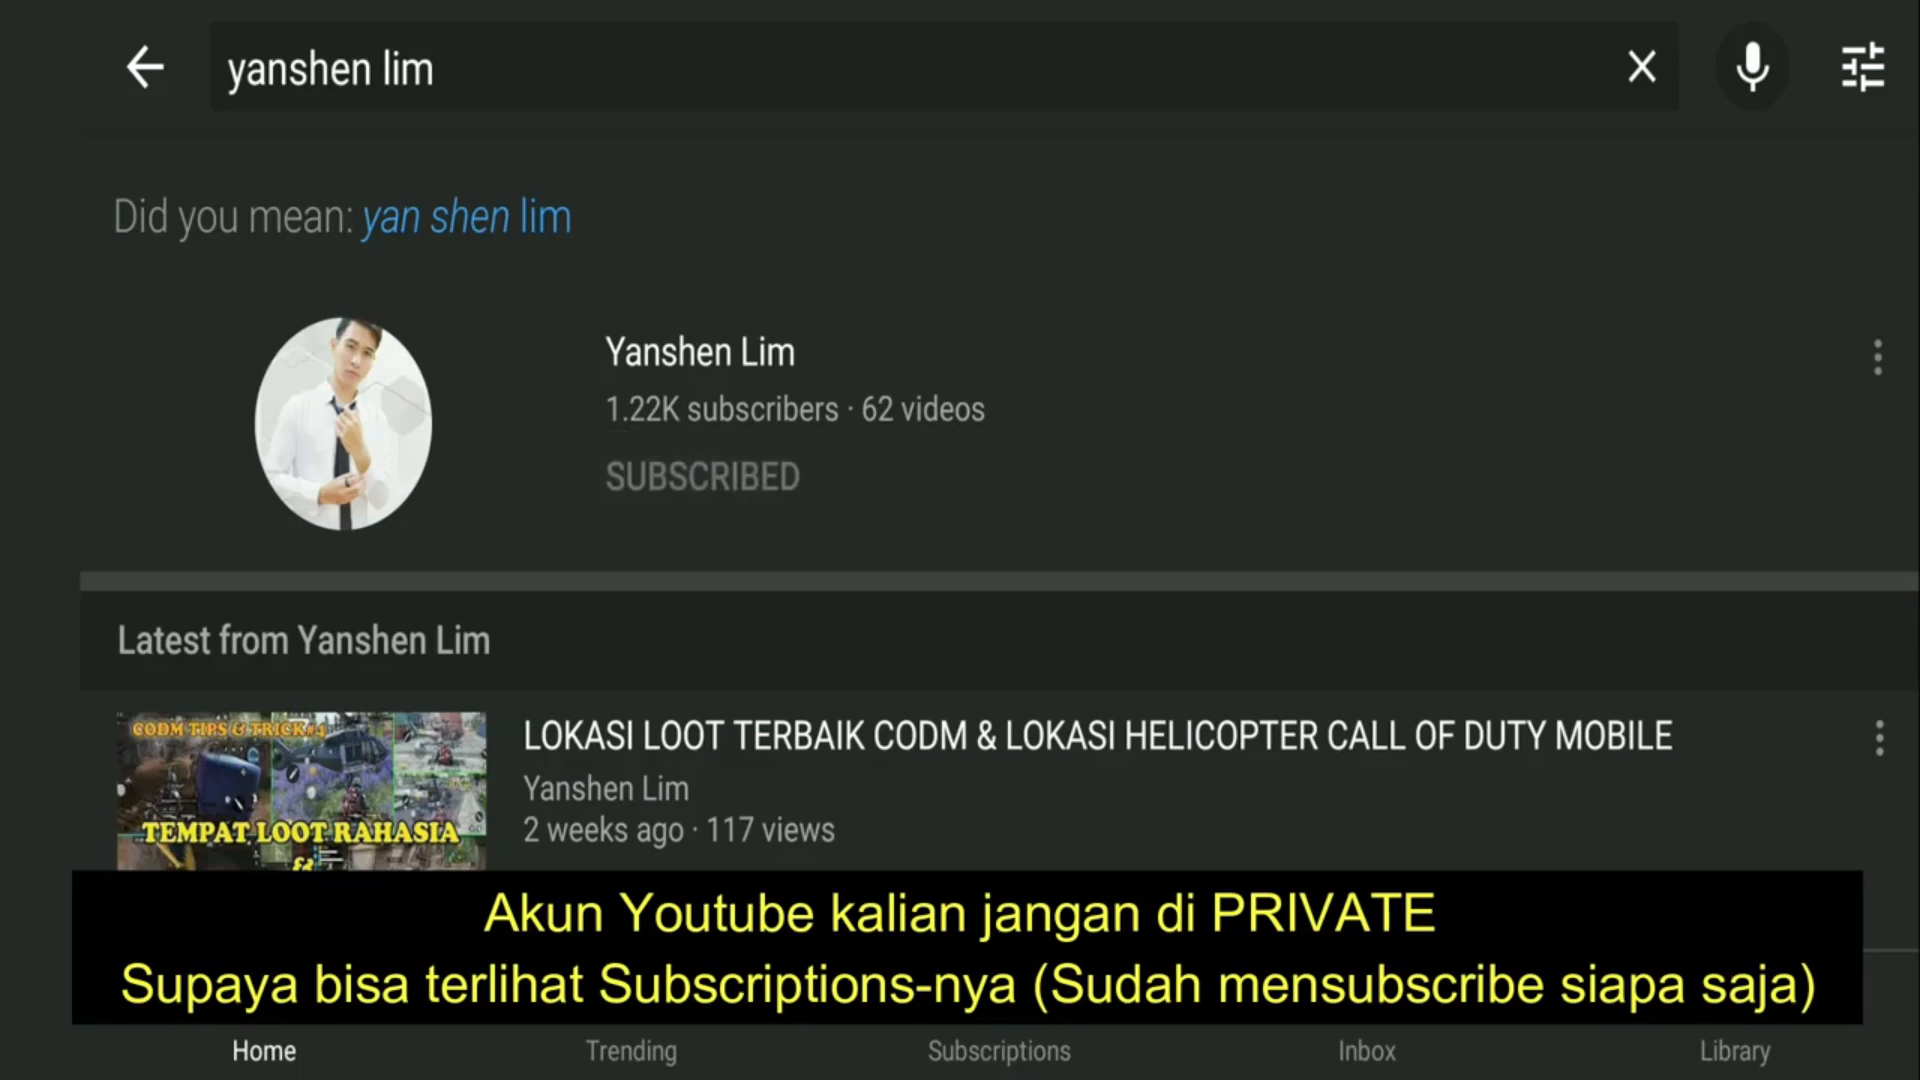 yanshen lim
Did you mean: yan shen lim
Yanshen Lim
1.22K subscribers · 62 videos
SUBSCRIBED
Latest from Yanshen Lim
CODM TIPS & TRICK#4
TEMPAT LOOT RAHASIA
&
LOKASI LOOT TERBAIK CODM & LOKASI HELICOPTER CALL OF DUTY MOBILE
Yanshen Lim
2 weeks ago · 117 views
Akun Youtube kalian jangan di PRIVATE
Supaya bisa terlihat Subscriptions-nya (Sudah mensubscribe siapa saja)
Home
Trending
Subscriptions
Inbox
Library